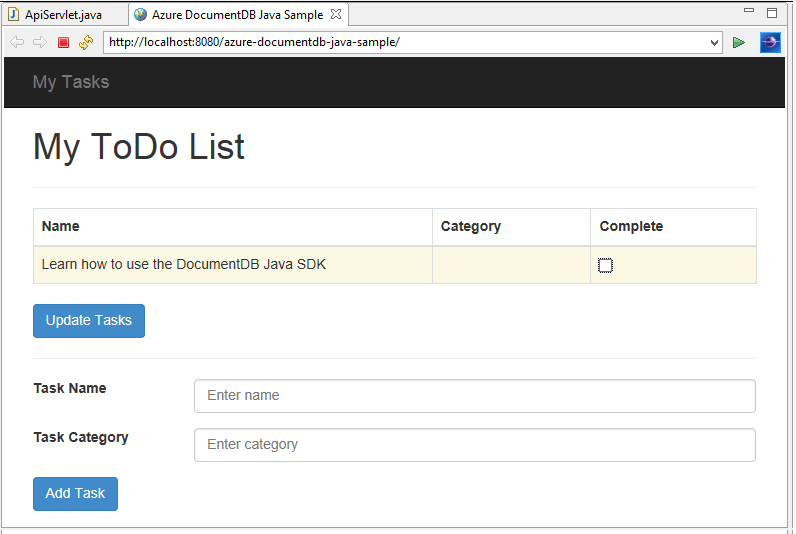 ApiServlet.java
Azure DocumentDB Java Sample
http://localhost:8080/azure-documentdb-java-sample/
My Tasks
My ToDo List
Name Category Complete
Learn how to use the DocumentDB Java SDK
Update Tasks
Task Name Enter name
Task Category Enter category
Add Task